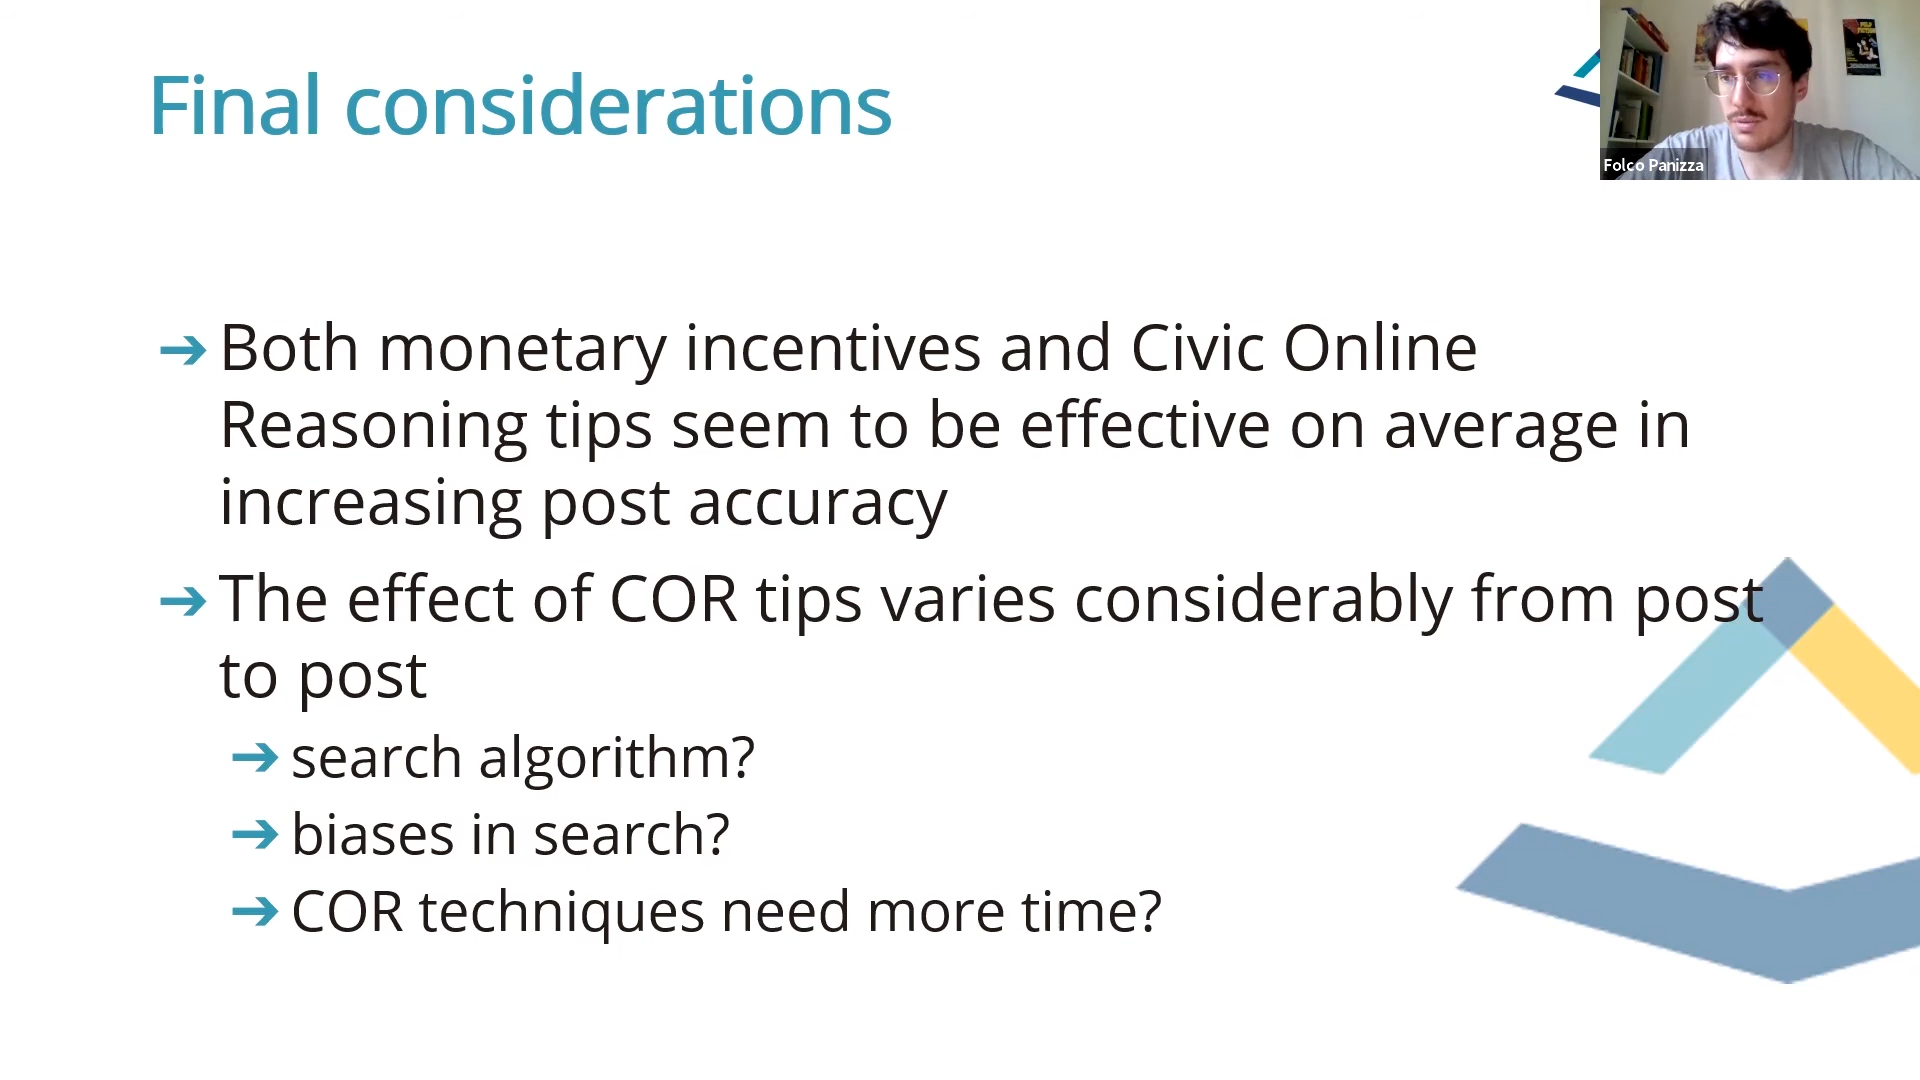 Final considerations
Folco Panizza
➔ Both monetary incentives and Civic Online
Reasoning tips seem to be effective on average in
increasing post accuracy
➔ The effect of COR tips varies considerably from post
to post
➔ search algorithm?
➔ biases in search?
➔ COR techniques need more time?